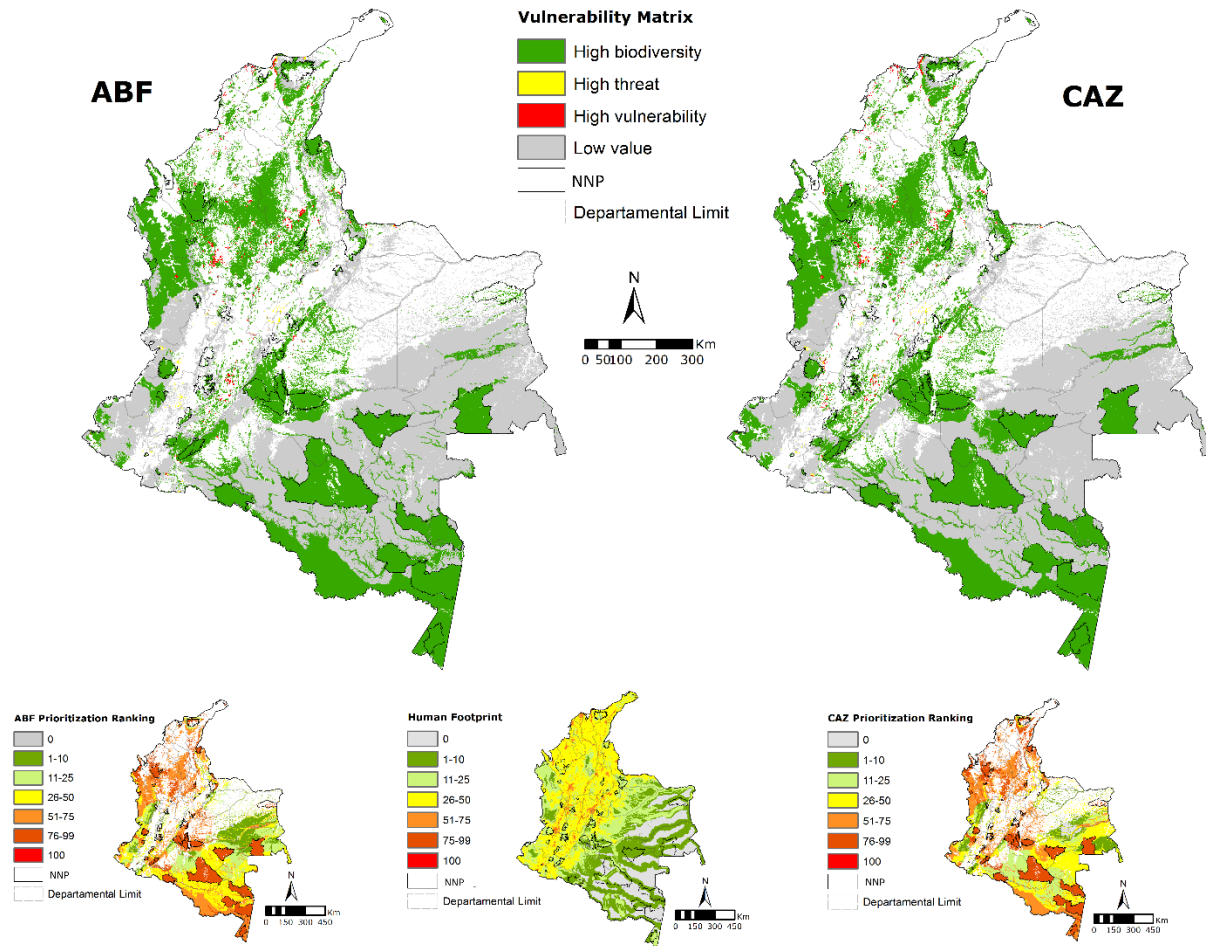 Vulnerability Matrix
High biodiversity
High threat
High vulnerability
Low value
NNP
Departamental Limit
ABF
CAZ
N
Km
0 50100 200 300
ABF Prioritization Ranking
0
1-10
11-25
26-50
51-75
76-99
100
NNP
Departamental Limit
N
Km
0 150 300 450
Human Footprint
0
1-10
11-25
26-50
51-75
75-99
100
NNP
Departamental Limit
N
Km
0 150 300 450
CAZ Prioritization Ranking
0
1-10
11-25
26-50
51-75
76-99
100
NNP
Departamental Limit
N
Km
0 150 300 450